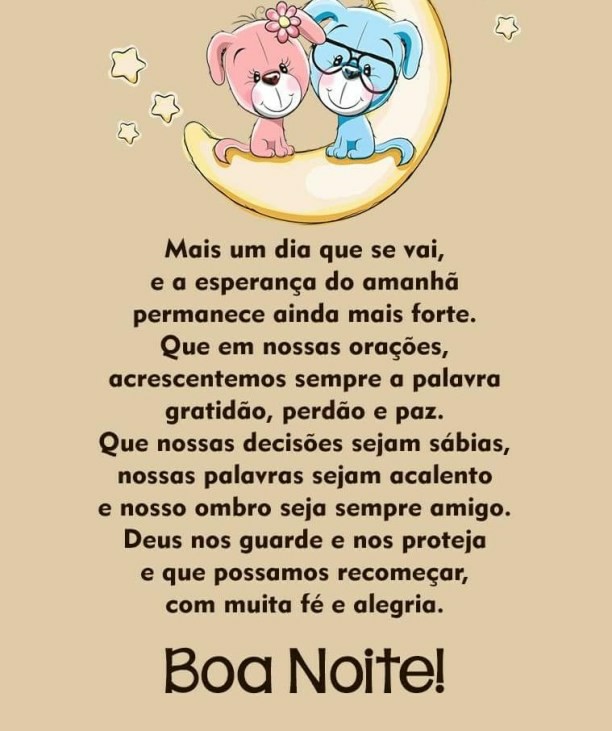 Mais um dia que se vai,
e a esperança do amanhã
permanece ainda mais forte.
Que em nossas orações,
acrescentemos sempre a palavra
gratidão, perdão e paz.
Que nossas decisões sejam sábias,
nossas palavras sejam acalento
e nosso ombro seja sempre amigo.
Deus nos guarde e nos proteja
e que possamos recomeçar,
com muita fé e alegria.
Boa Noite!